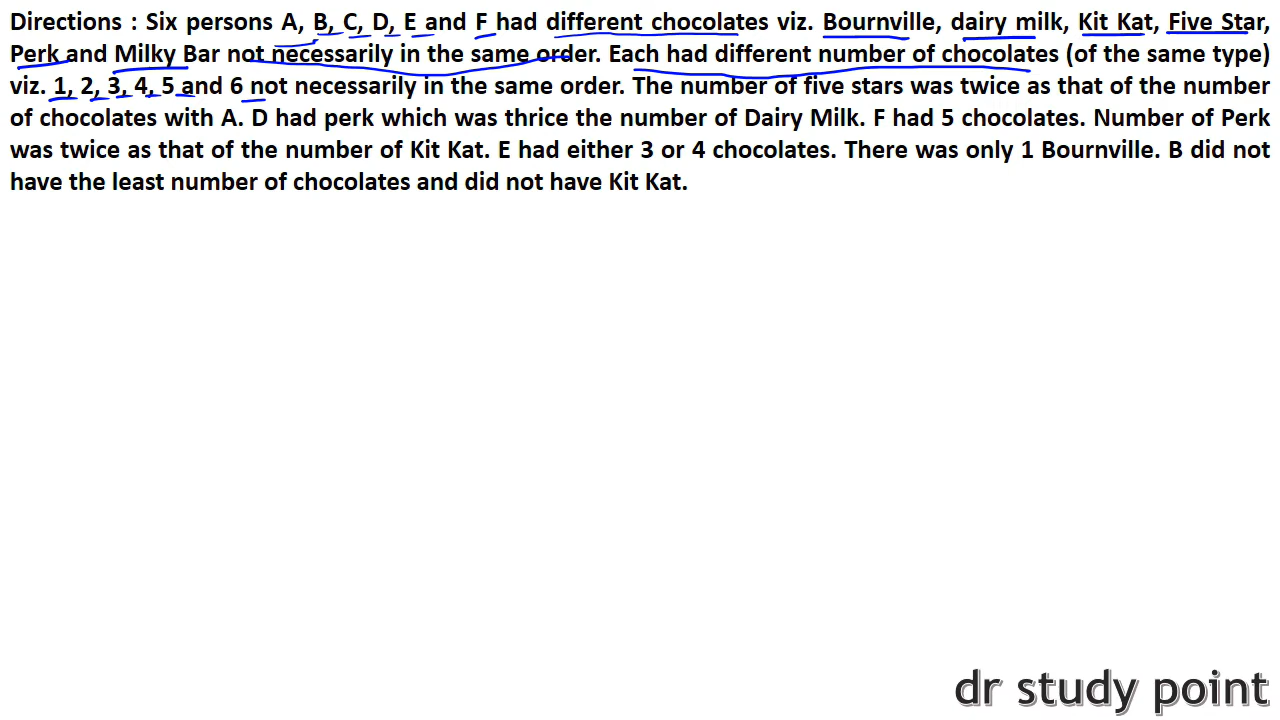 Directions : Six persons A, B, C, D, E and F had different chocolates viz. Bournville, dairy milk, Kit Kat, Five Star,
Perk and Milky Bar not necessarily in the same order. Each had different number of chocolates (of the same type)
viz. 1, 2, 3, 4, 5 and 6 not necessarily in the same order. The number of five stars was twice as that of the number
of chocolates with A. D had perk which was thrice the number of Dairy Milk. F had 5 chocolates. Number of Perk
was twice as that of the number of Kit Kat. E had either 3 or 4 chocolates. There was only 1 Bournville. B did not
have the least number of chocolates and did not have Kit Kat.
dr study point